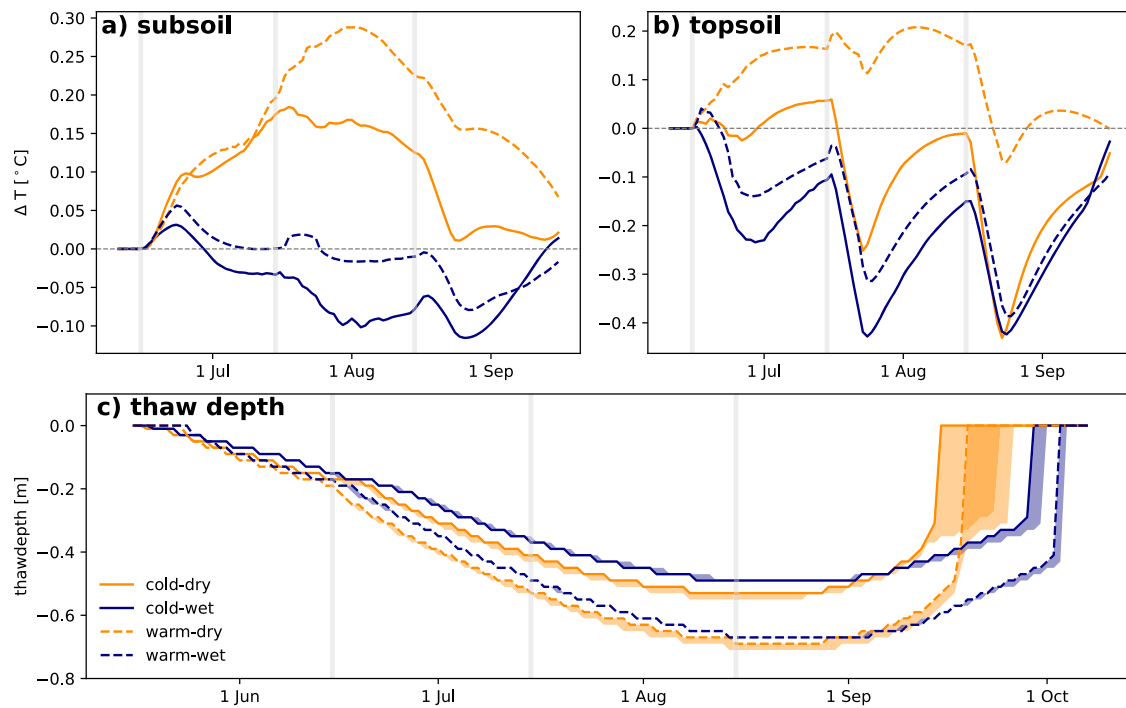 a) subsoil
Δ T [°C]
0.30
0.25
0.20
0.15
0.10
0.05
0.00
−0.05
−0.10
1 Jul
1 Aug
1 Sep
b) topsoil
0.2
0.1
0.0
−0.1
−0.2
−0.3
−0.4
1 Jul
1 Aug
1 Sep
c) thaw depth
thawdepth [m]
0.0
−0.2
−0.4
−0.6
−0.8
cold-dry
cold-wet
warm-dry
warm-wet
1 Jun
1 Jul
1 Aug
1 Sep
1 Oct